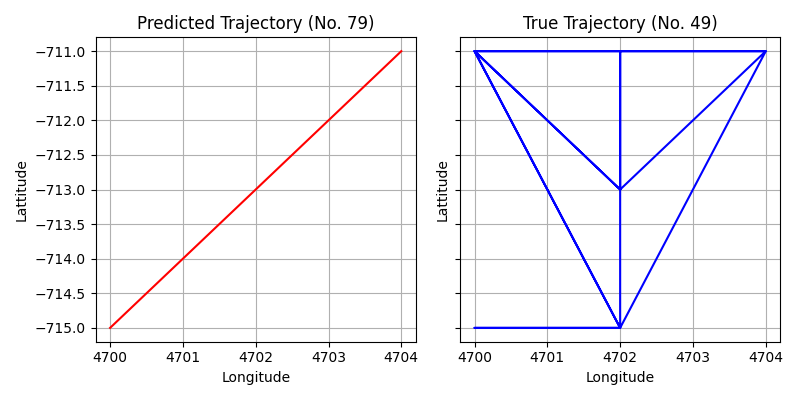 Predicted Trajectory (No. 79)
True Trajectory (No. 49)
Lattitude
−711.0
−711.5
−712.0
−712.5
−713.0
−713.5
−714.0
−714.5
−715.0
4700 4701 4702 4703 4704
Longitude
Lattitude
4700 4701 4702 4703 4704
Longitude